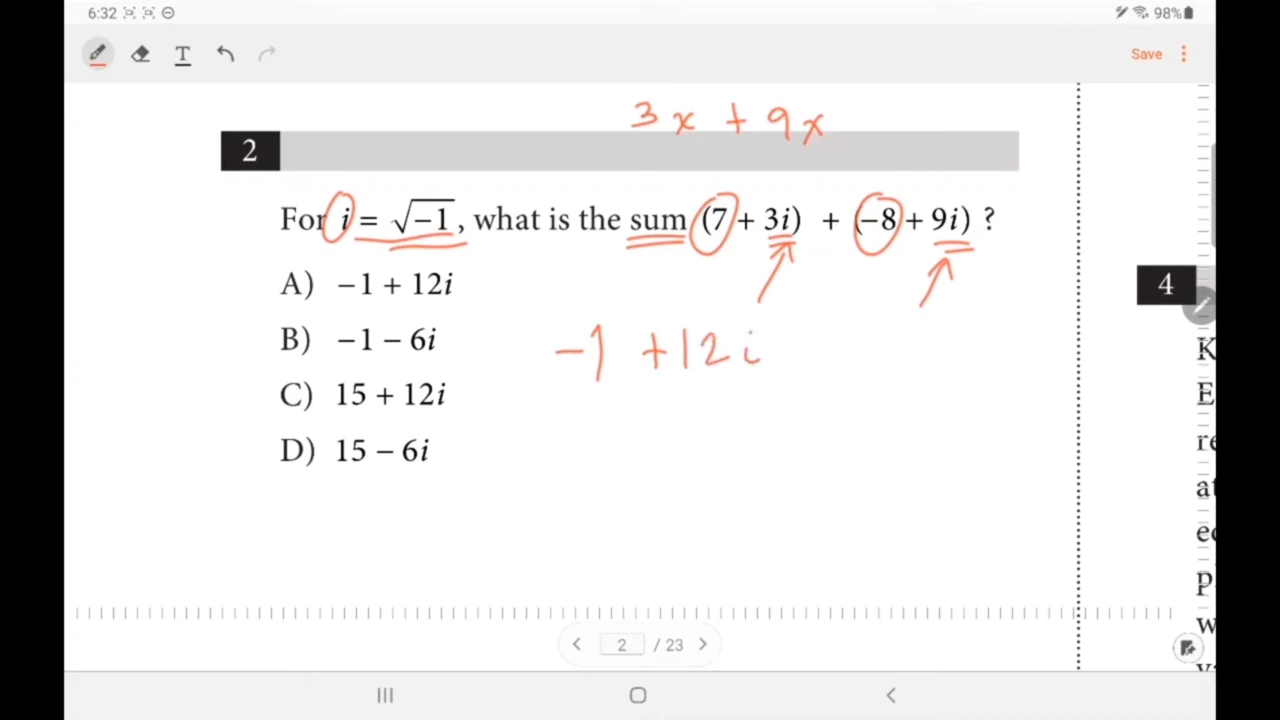 6:32
98%
T
Save
3x + 9x
2
For i = √−1, what is the sum (7 + 3i) + (−8 + 9i) ?
A) −1 + 12i
4
B) −1 − 6i
-1 +12i
K
C) 15 + 12i
E
re
D) 15 − 6i
at
ec
p
w
2 / 23